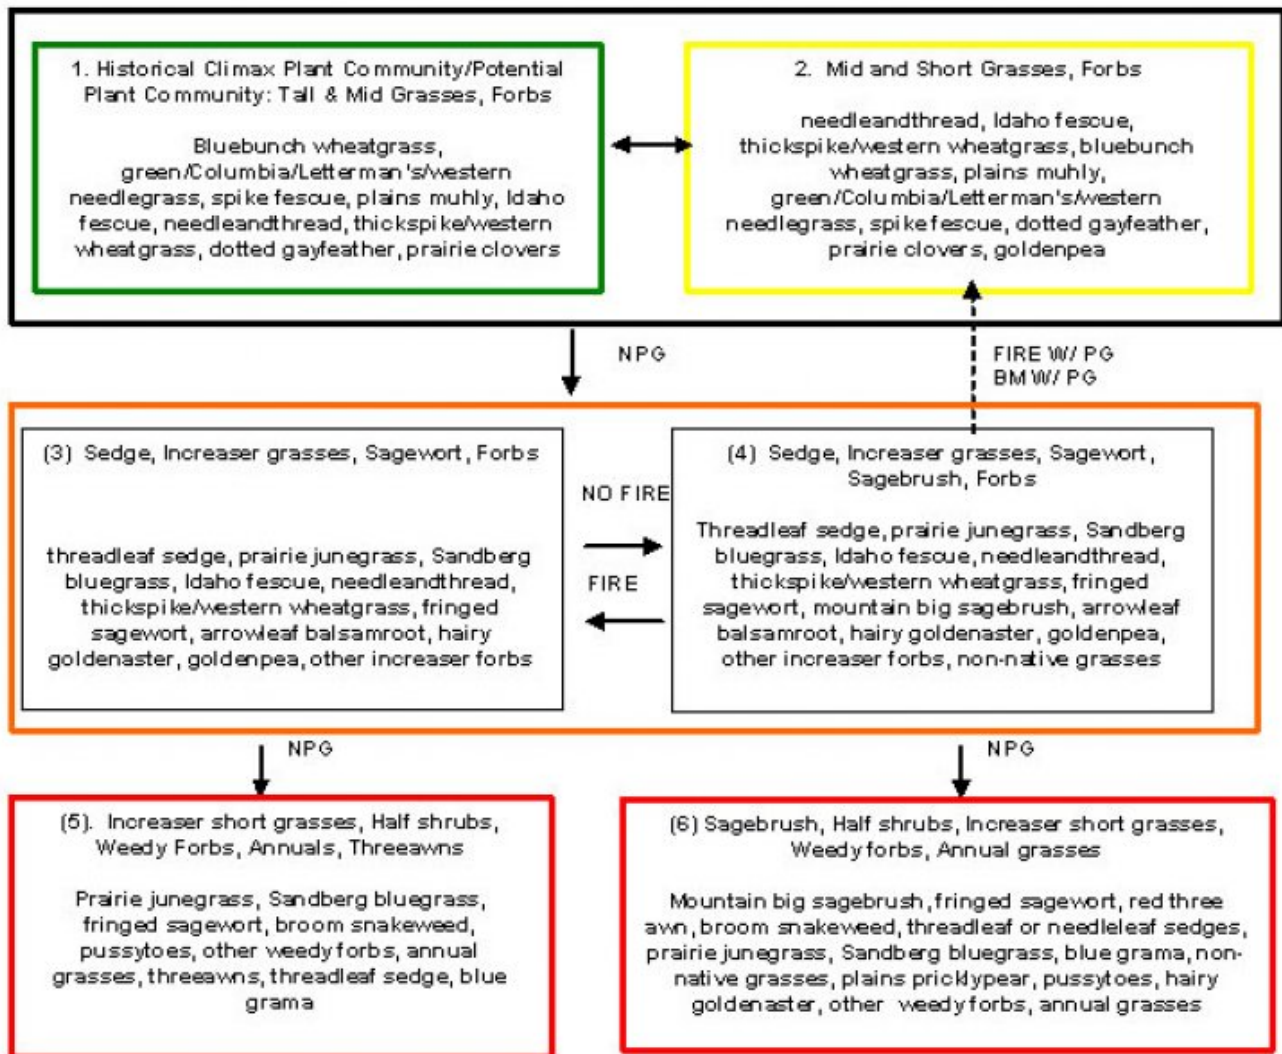 1. Historical Climax Plant Community/Potential
Plant Community: Tall & Mid Grasses, Forbs
Bluebunch wheatgrass,
green/Columbia/Letterman's/western
needlegrass, spike fescue, plains muhly, Idaho
fescue, needleandthread, thickspike/western
wheatgrass, dotted gayfeather, prairie clovers
2. Mid and Short Grasses, Forbs
needleandthread, Idaho fescue,
thickspike/western wheatgrass, bluebunch
wheatgrass, plains muhly,
green/Columbia/Letterman's/western
needlegrass, spike fescue, dotted gayfeather,
prairie clovers, goldenpea
NPG
FIRE W/ PG
BM W/ PG
(3) Sedge, Increaser grasses, Sagewort, Forbs
threadleaf sedge, prairie junegrass, Sandberg
bluegrass, Idaho fescue, needleandthread,
thickspike/western wheatgrass, fringed
sagewort, arrowleaf balsamroot, hairy
goldenaster, goldenpea, other increaser forbs
NO FIRE
FIRE
(4) Sedge, Increaser grasses, Sagewort,
Sagebrush, Forbs
Threadleaf sedge, prairie junegrass, Sandberg
bluegrass, Idaho fescue, needleandthread,
thickspike/western wheatgrass, fringed
sagewort, mountain big sagebrush, arrowleaf
balsamroot, hairy goldenaster, goldenpea,
other increaser forbs, non-native grasses
NPG
NPG
(5). Increaser short grasses, Half shrubs,
Weedy Forbs, Annuals, Threeawns
Prairie junegrass, Sandberg bluegrass,
fringed sagewort, broom snakeweed,
pussytoes, other weedy forbs, annual
grasses, threeawns, threadleaf sedge, blue
grama
(6) Sagebrush, Half shrubs, Increaser short grasses,
Weedy forbs, Annual grasses
Mountain big sagebrush, fringed sagewort, red three
awn, broom snakeweed, threadleaf or needleleaf sedges,
prairie junegrass, Sandberg bluegrass, blue grama, non-
native grasses, plains pricklypear, pussytoes, hairy
goldenaster, other weedy forbs, annual grasses